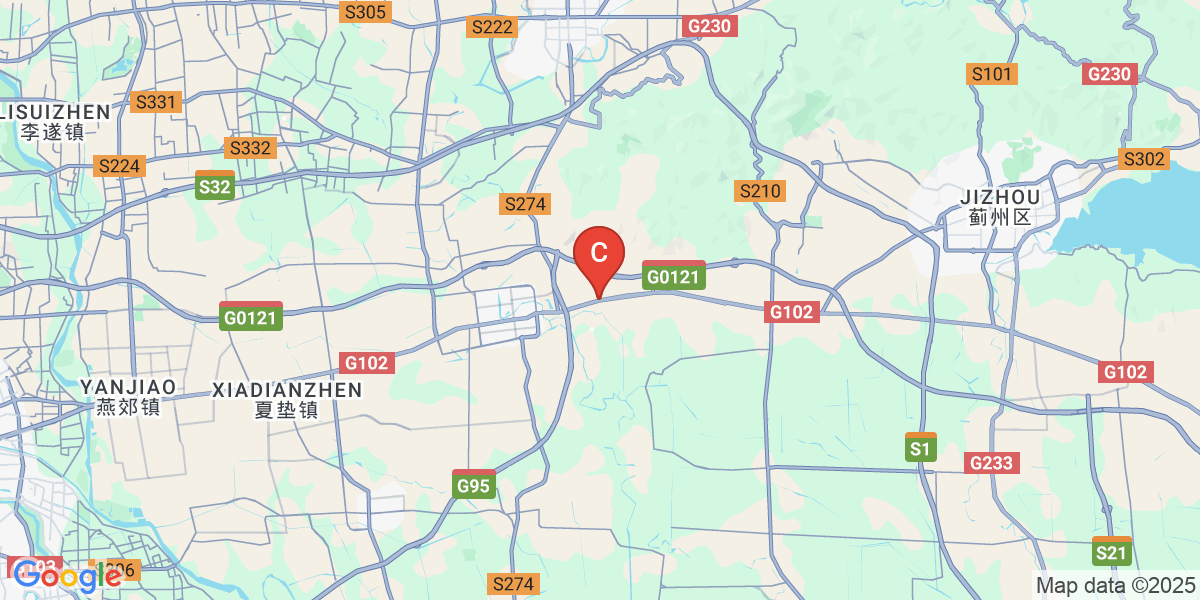 S305
S222
G230
S101
G230
S331
LISUIZHEN
李遂镇
S332
S224
S32
S302
S210
S274
JIZHOU
蓟州区
C
G0121
G0121
G102
G102
G102
YANJIAO
燕郊镇
XIADIANZHEN
夏垫镇
S1
G233
G95
S21
S274
Google
Map data ©2025